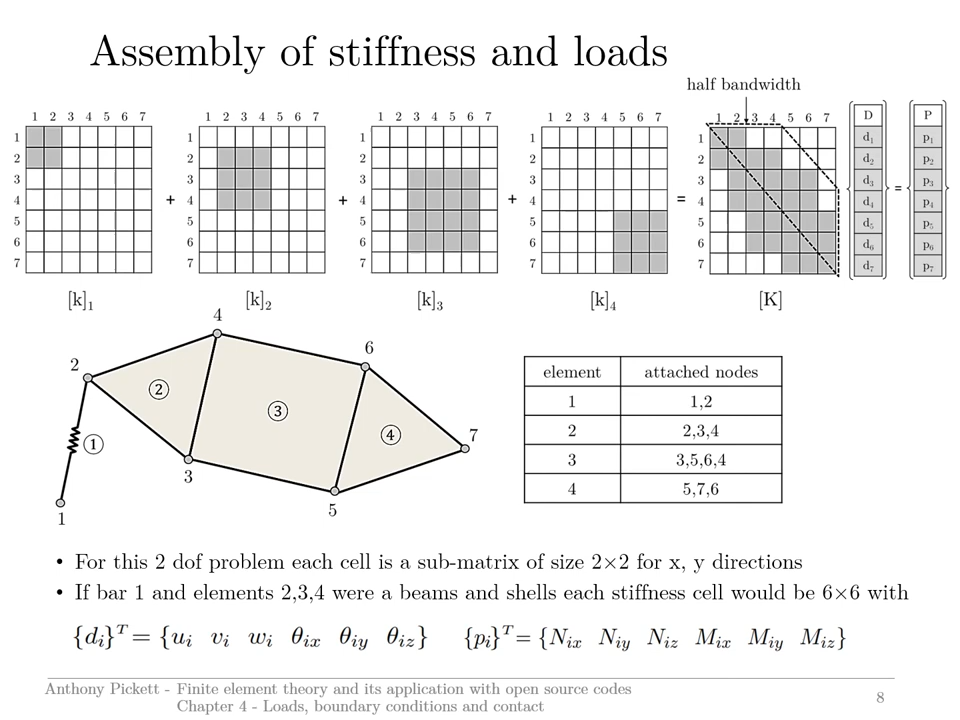 Assembly of stiffness and loads
half bandwidth
1 2 3 4 5 6 7
1 2 3 4 5 6 7
1 2 3 4 5 6 7
1 2 3 4 5 6 7
1 2 3 4 5 6 7
1
2
3
4
5
6
7
+
1
2
3
4
5
6
7
+
1
2
3
4
5
6
7
+
1
2
3
4
5
6
7
=
1
2
3
4
5
6
7
D
d₁
d₂
d₃
d₄
d₅
d₆
d₇
=
P
p₁
p₂
p₃
p₄
p₅
p₆
p₇
[k]₁ [k]₂ [k]₃ [k]₄ [K]
4
6
2
②
③
①
④
7
3
5
1
element attached nodes
1 1,2
2 2,3,4
3 3,5,6,4
4 5,7,6
• For this 2 dof problem each cell is a sub-matrix of size 2×2 for x, y directions
• If bar 1 and elements 2,3,4 were a beams and shells each stiffness cell would be 6×6 with
{dᵢ}ᵀ = {uᵢ vᵢ wᵢ θᵢₓ θᵢy θᵢz} {pᵢ}ᵀ = {Nᵢₓ Nᵢy Nᵢz Mᵢₓ Mᵢy Mᵢz}
Anthony Pickett - Finite element theory and its application with open source codes
Chapter 4 - Loads, boundary conditions and contact
8